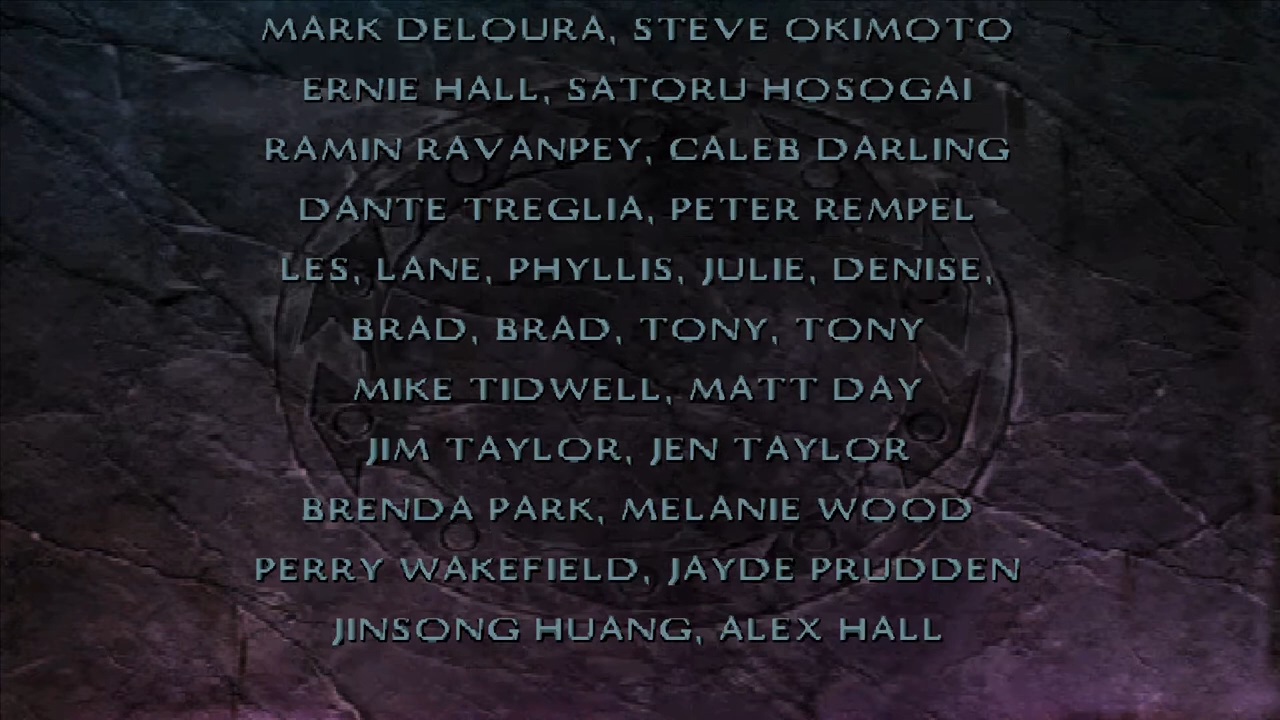 MARK DELOURA, STEVE OKIMOTO
ERNIE HALL, SATORU HOSOGAI
RAMIN RAVANPEY, CALEB DARLING
DANTE TREGLIA, PETER REMPEL
LES, LANE, PHYLLIS, JULIE, DENISE,
BRAD, BRAD, TONY, TONY
MIKE TIDWELL, MATT DAY
JIM TAYLOR, JEN TAYLOR
BRENDA PARK, MELANIE WOOD
PERRY WAKEFIELD, JAYDE PRUDDEN
JINSONG HUANG, ALEX HALL